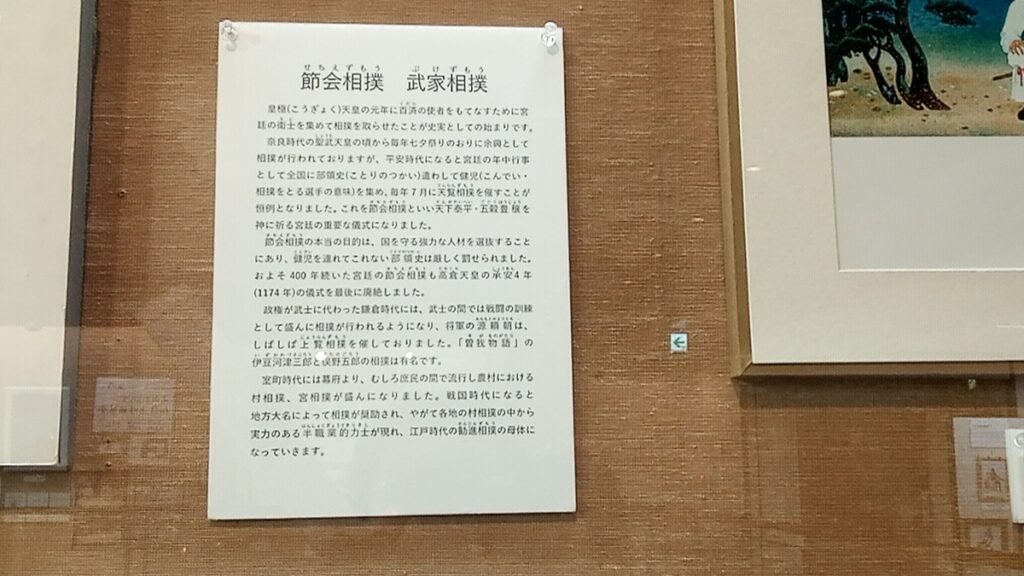 節会相撲　武家相撲
皇極(こうぎょく)天皇の元年に百済の使者をもてなすために宮
廷の衛士を集めて相撲を取らせたことが史実としての始まりです。
奈良時代の聖武天皇の頃から毎年七夕祭りのおりに余興として
相撲が行われておりますが、平安時代になると宮廷の年中行事
として全国に部領史(ことりのつかい)遣わして健児(こんでい・
相撲をとる選手の意味)を集め、毎年7月に天覧相撲を催すことが
恒例となりました。これを節会相撲といい天下泰平・五穀豊穣を
神に祈る宮廷の重要な儀式になりました。
節会相撲の本当の目的は、国を守る強力な人材を選抜すること
にあり、健児を連れてこれない部領史は厳しく罰せられました。
およそ400年続いた宮廷の節会相撲も高倉天皇の承安4年
(1174年)の儀式を最後に廃絶しました。
政権が武士に代わった鎌倉時代には、武士の間では戦闘の訓練
として盛んに相撲が行われるようになり、将軍の源頼朝は、
しばしば上覧相撲を催しておりました。「曽我物語」の
伊豆河津三郎と俣野五郎の相撲は有名です。
室町時代には幕府より、むしろ庶民の間で流行し農村における
村相撲、宮相撲が盛んになりました。戦国時代になると
地方大名によって相撲が奨励され、やがて各地の村相撲の中から
実力のある半職業的力士が現れ、江戸時代の勧進相撲の母体に
なっていきます。